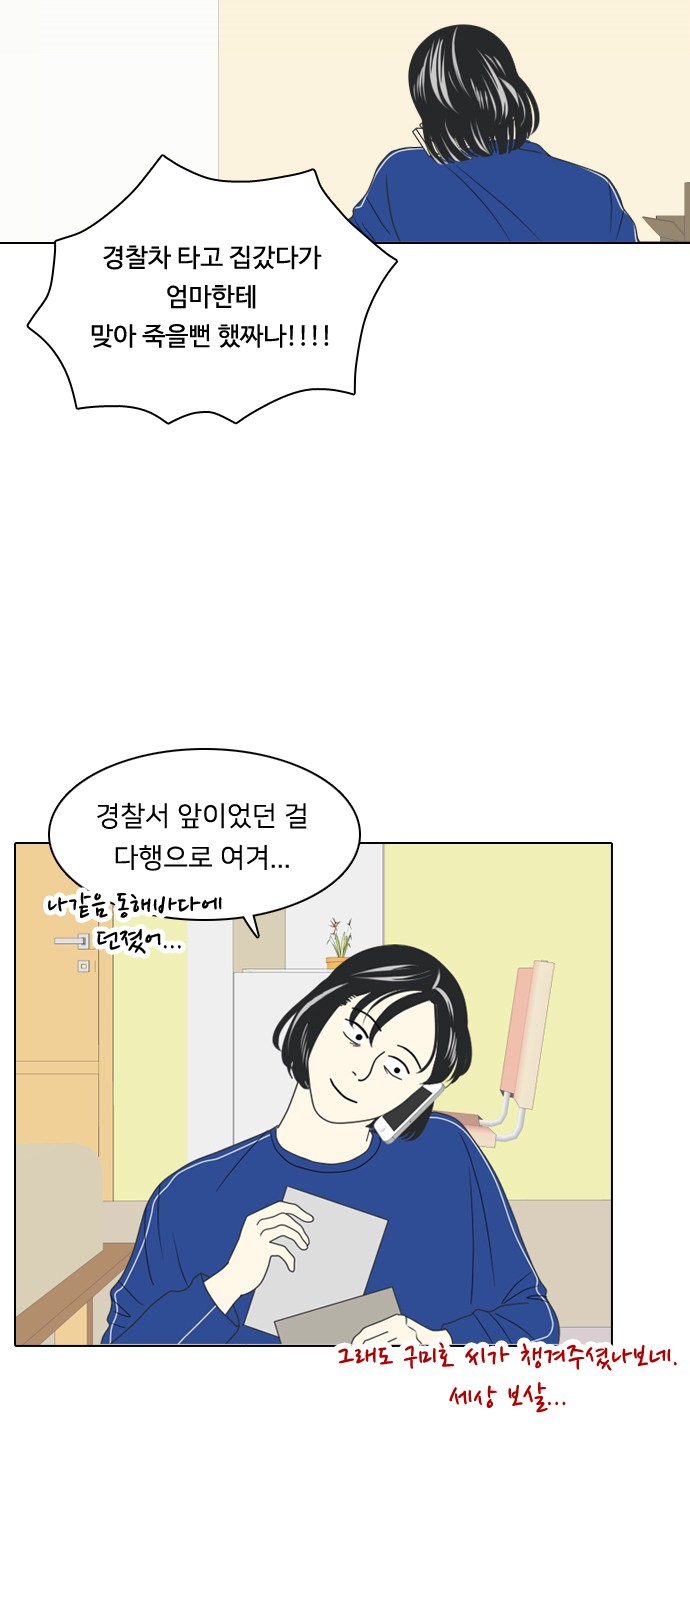 경찰차 타고 집갔다가
엄마한테
맞아 죽을뻔 했짜나!!!!
경찰서 앞이었던 걸
다행으로 여겨...
나같음 동해바다에
던졌어...
그래도 구미호 씨가 챙겨주셨나보네.
세상 보살...